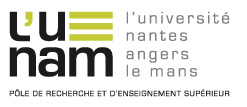 l'u
nam
l'université
nantes
angers
le mans
PÔLE DE RECHERCHE ET D'ENSEIGNEMENT SUPÉRIEUR